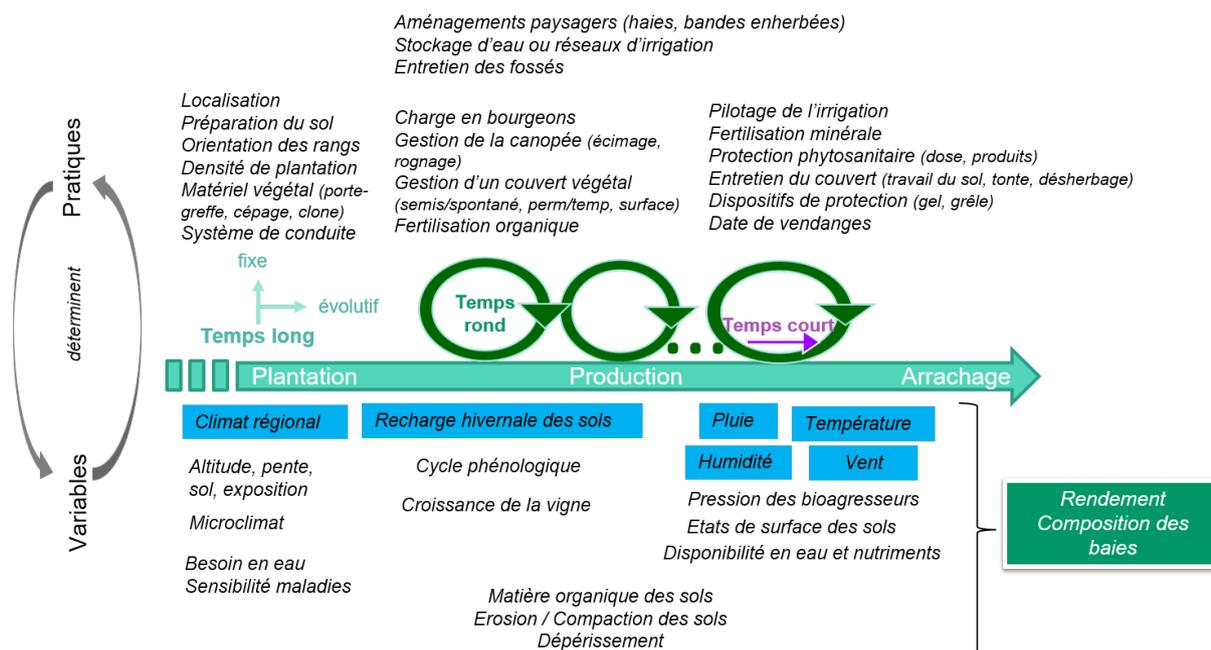 Aménagements paysagers (haies, bandes enherbées)
Stockage d’eau ou réseaux d’irrigation
Entretien des fossés
Pratiques
déterminent
Variables
Localisation
Préparation du sol
Orientation des rangs
Densité de plantation
Matériel végétal (porte-
greffe, cépage, clone)
Système de conduite
Charge en bourgeons
Gestion de la canopée (écimage,
rognage)
Gestion d’un couvert végétal
(semis/spontané, perm/temp, surface)
Fertilisation organique
Pilotage de l’irrigation
Fertilisation minérale
Protection phytosanitaire (dose, produits)
Entretien du couvert (travail du sol, tonte, désherbage)
Dispositifs de protection (gel, grêle)
Date de vendanges
fixe
évolutif
Temps long
Temps
rond
Temps court
Plantation
Production
Arrachage
Climat régional
Altitude, pente,
sol, exposition
Microclimat
Besoin en eau
Sensibilité maladies
Recharge hivernale des sols
Cycle phénologique
Croissance de la vigne
Pluie
Température
Humidité
Vent
Pression des bioagresseurs
Etats de surface des sols
Disponibilité en eau et nutriments
Matière organique des sols
Erosion / Compaction des sols
Dépérissement
Rendement
Composition des
baies